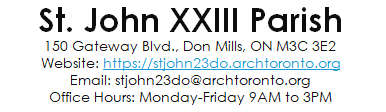 St. John XXIII Parish
150 Gateway Blvd., Don Mills, ON M3C 3E2
Website: https://stjohn23do.archtoronto.org
Email: stjohn23do@archtoronto.org
Office Hours: Monday-Friday 9AM to 3PM